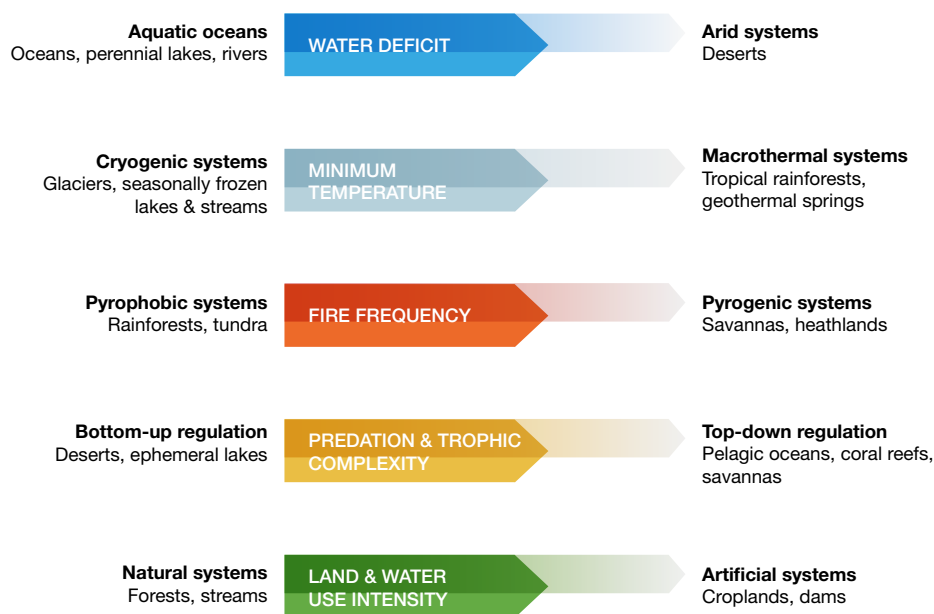 Aquatic oceans
Oceans, perennial lakes, rivers
WATER DEFICIT
Arid systems
Deserts
Cryogenic systems
Glaciers, seasonally frozen
lakes & streams
MINIMUM
TEMPERATURE
Macrothermal systems
Tropical rainforests,
geothermal springs
Pyrophobic systems
Rainforests, tundra
FIRE FREQUENCY
Pyrogenic systems
Savannas, heathlands
Bottom-up regulation
Deserts, ephemeral lakes
PREDATION & TROPHIC
COMPLEXITY
Top-down regulation
Pelagic oceans, coral reefs,
savannas
Natural systems
Forests, streams
LAND & WATER
USE INTENSITY
Artificial systems
Croplands, dams